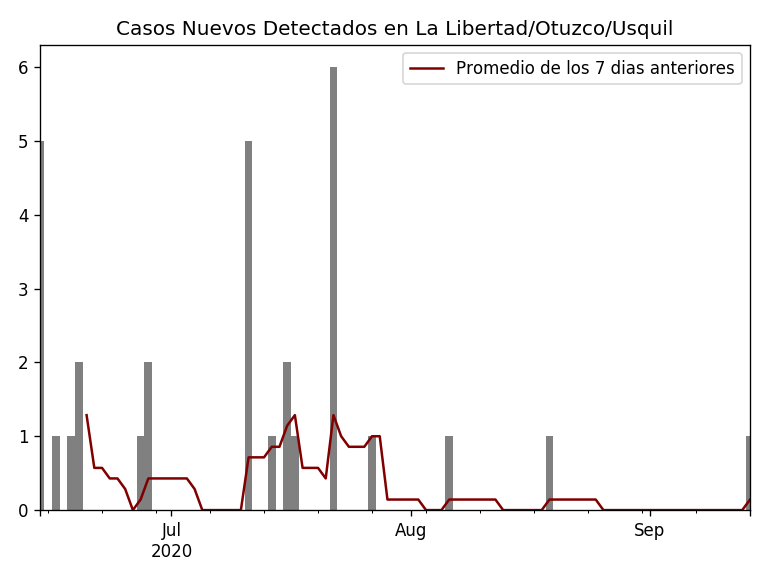 Casos Nuevos Detectados en La Libertad/Otuzco/Usquil
Promedio de los 7 dias anteriores
6
5
4
3
2
1
0
Jul
2020
Aug
Sep